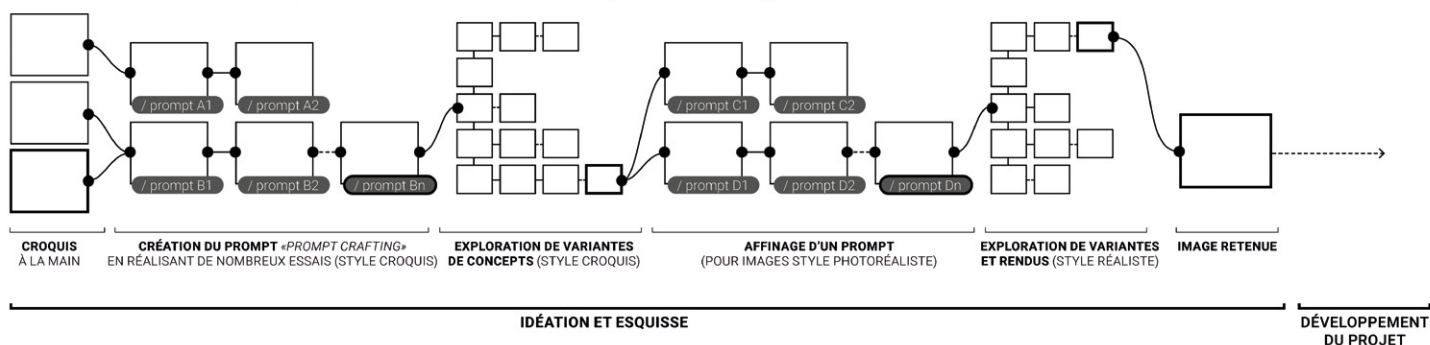 / prompt A1
/ prompt A2
/ prompt B1
/ prompt B2
/ prompt Bn
/ prompt C1
/ prompt C2
/ prompt D1
/ prompt D2
/ prompt Dn
CROQUIS
À LA MAIN
CRÉATION DU PROMPT «PROMPT CRAFTING»
EN RÉALISANT DE NOMBREUX ESSAIS (STYLE CROQUIS)
EXPLORATION DE VARIANTES
DE CONCEPTS (STYLE CROQUIS)
AFFINAGE D'UN PROMPT
(POUR IMAGES STYLE PHOTORÉALISTE)
EXPLORATION DE VARIANTES
ET RENDUS (STYLE RÉALISTE)
IMAGE RETENUE
IDÉATION ET ESQUISSE
DÉVELOPPEMENT
DU PROJET